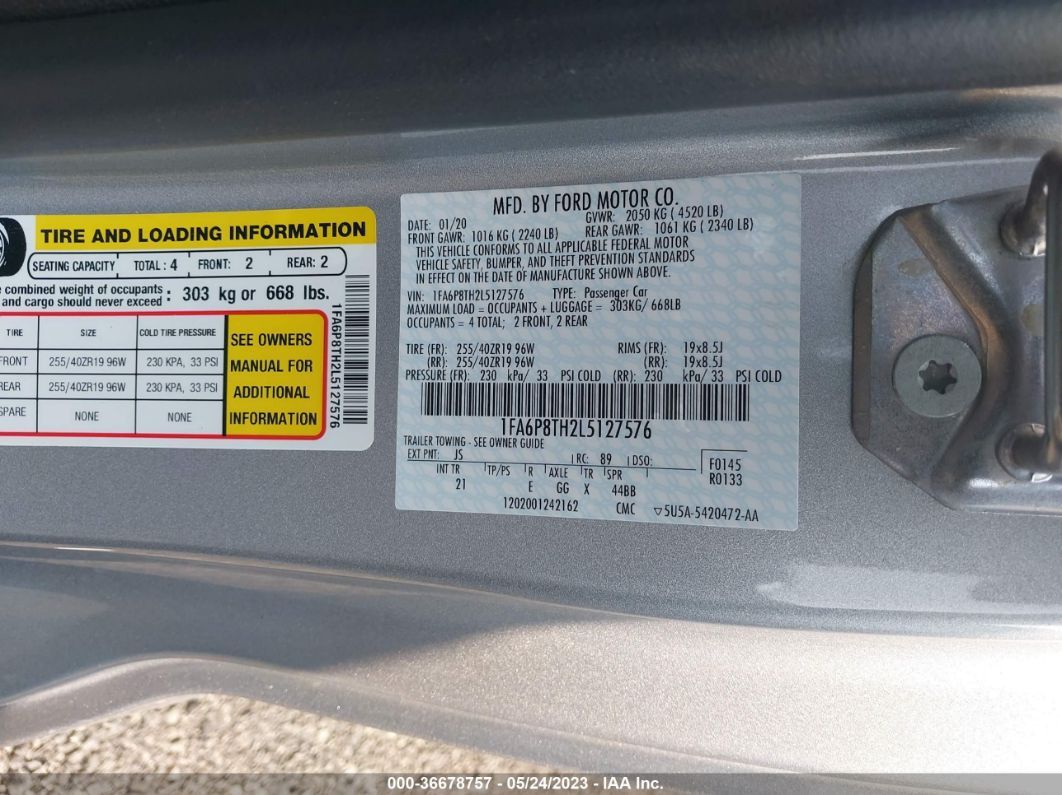 TIRE AND LOADING INFORMATION
SEATING CAPACITY TOTAL: 4 FRONT: 2 REAR: 2
combined weight of occupants
and cargo should never exceed : 303 kg or 668 lbs.
TIRE SIZE COLD TIRE PRESSURE
FRONT 255/40ZR19 96W 230 KPA, 33 PSI
REAR 255/40ZR19 96W 230 KPA, 33 PSI
SPARE NONE NONE
SEE OWNERS
MANUAL FOR
ADDITIONAL
INFORMATION
1FA6P8TH2L5127576
MFD. BY FORD MOTOR CO.
DATE: 01/20 GVWR: 2050 KG ( 4520 LB)
FRONT GAWR: 1016 KG ( 2240 LB) REAR GAWR: 1061 KG ( 2340 LB)
THIS VEHICLE CONFORMS TO ALL APPLICABLE FEDERAL MOTOR
VEHICLE SAFETY, BUMPER, AND THEFT PREVENTION STANDARDS
IN EFFECT ON THE DATE OF MANUFACTURE SHOWN ABOVE.
VIN: 1FA6P8TH2L5127576 TYPE: Passenger Car
MAXIMUM LOAD = OCCUPANTS + LUGGAGE = 303KG/ 668LB
OCCUPANTS = 4 TOTAL; 2 FRONT, 2 REAR
TIRE (FR): 255/40ZR19 96W RIMS (FR): 19x8.5J
(RR): 255/40ZR19 96W (RR): 19x8.5J
PRESSURE (FR): 230 kPa/ 33 PSI COLD (RR): 230 kPa/ 33 PSI COLD
1FA6P8TH2L5127576
TRAILER TOWING - SEE OWNER GUIDE
EXT PNT: JS RC: 89 DSO: F0145
INT TR TP/PS R AXLE TR SPR R0133
21 E GG X 44BB
1202001242162 CMC ▽5U5A-5420472-AA
000-36678757 - 05/24/2023 - IAA Inc.